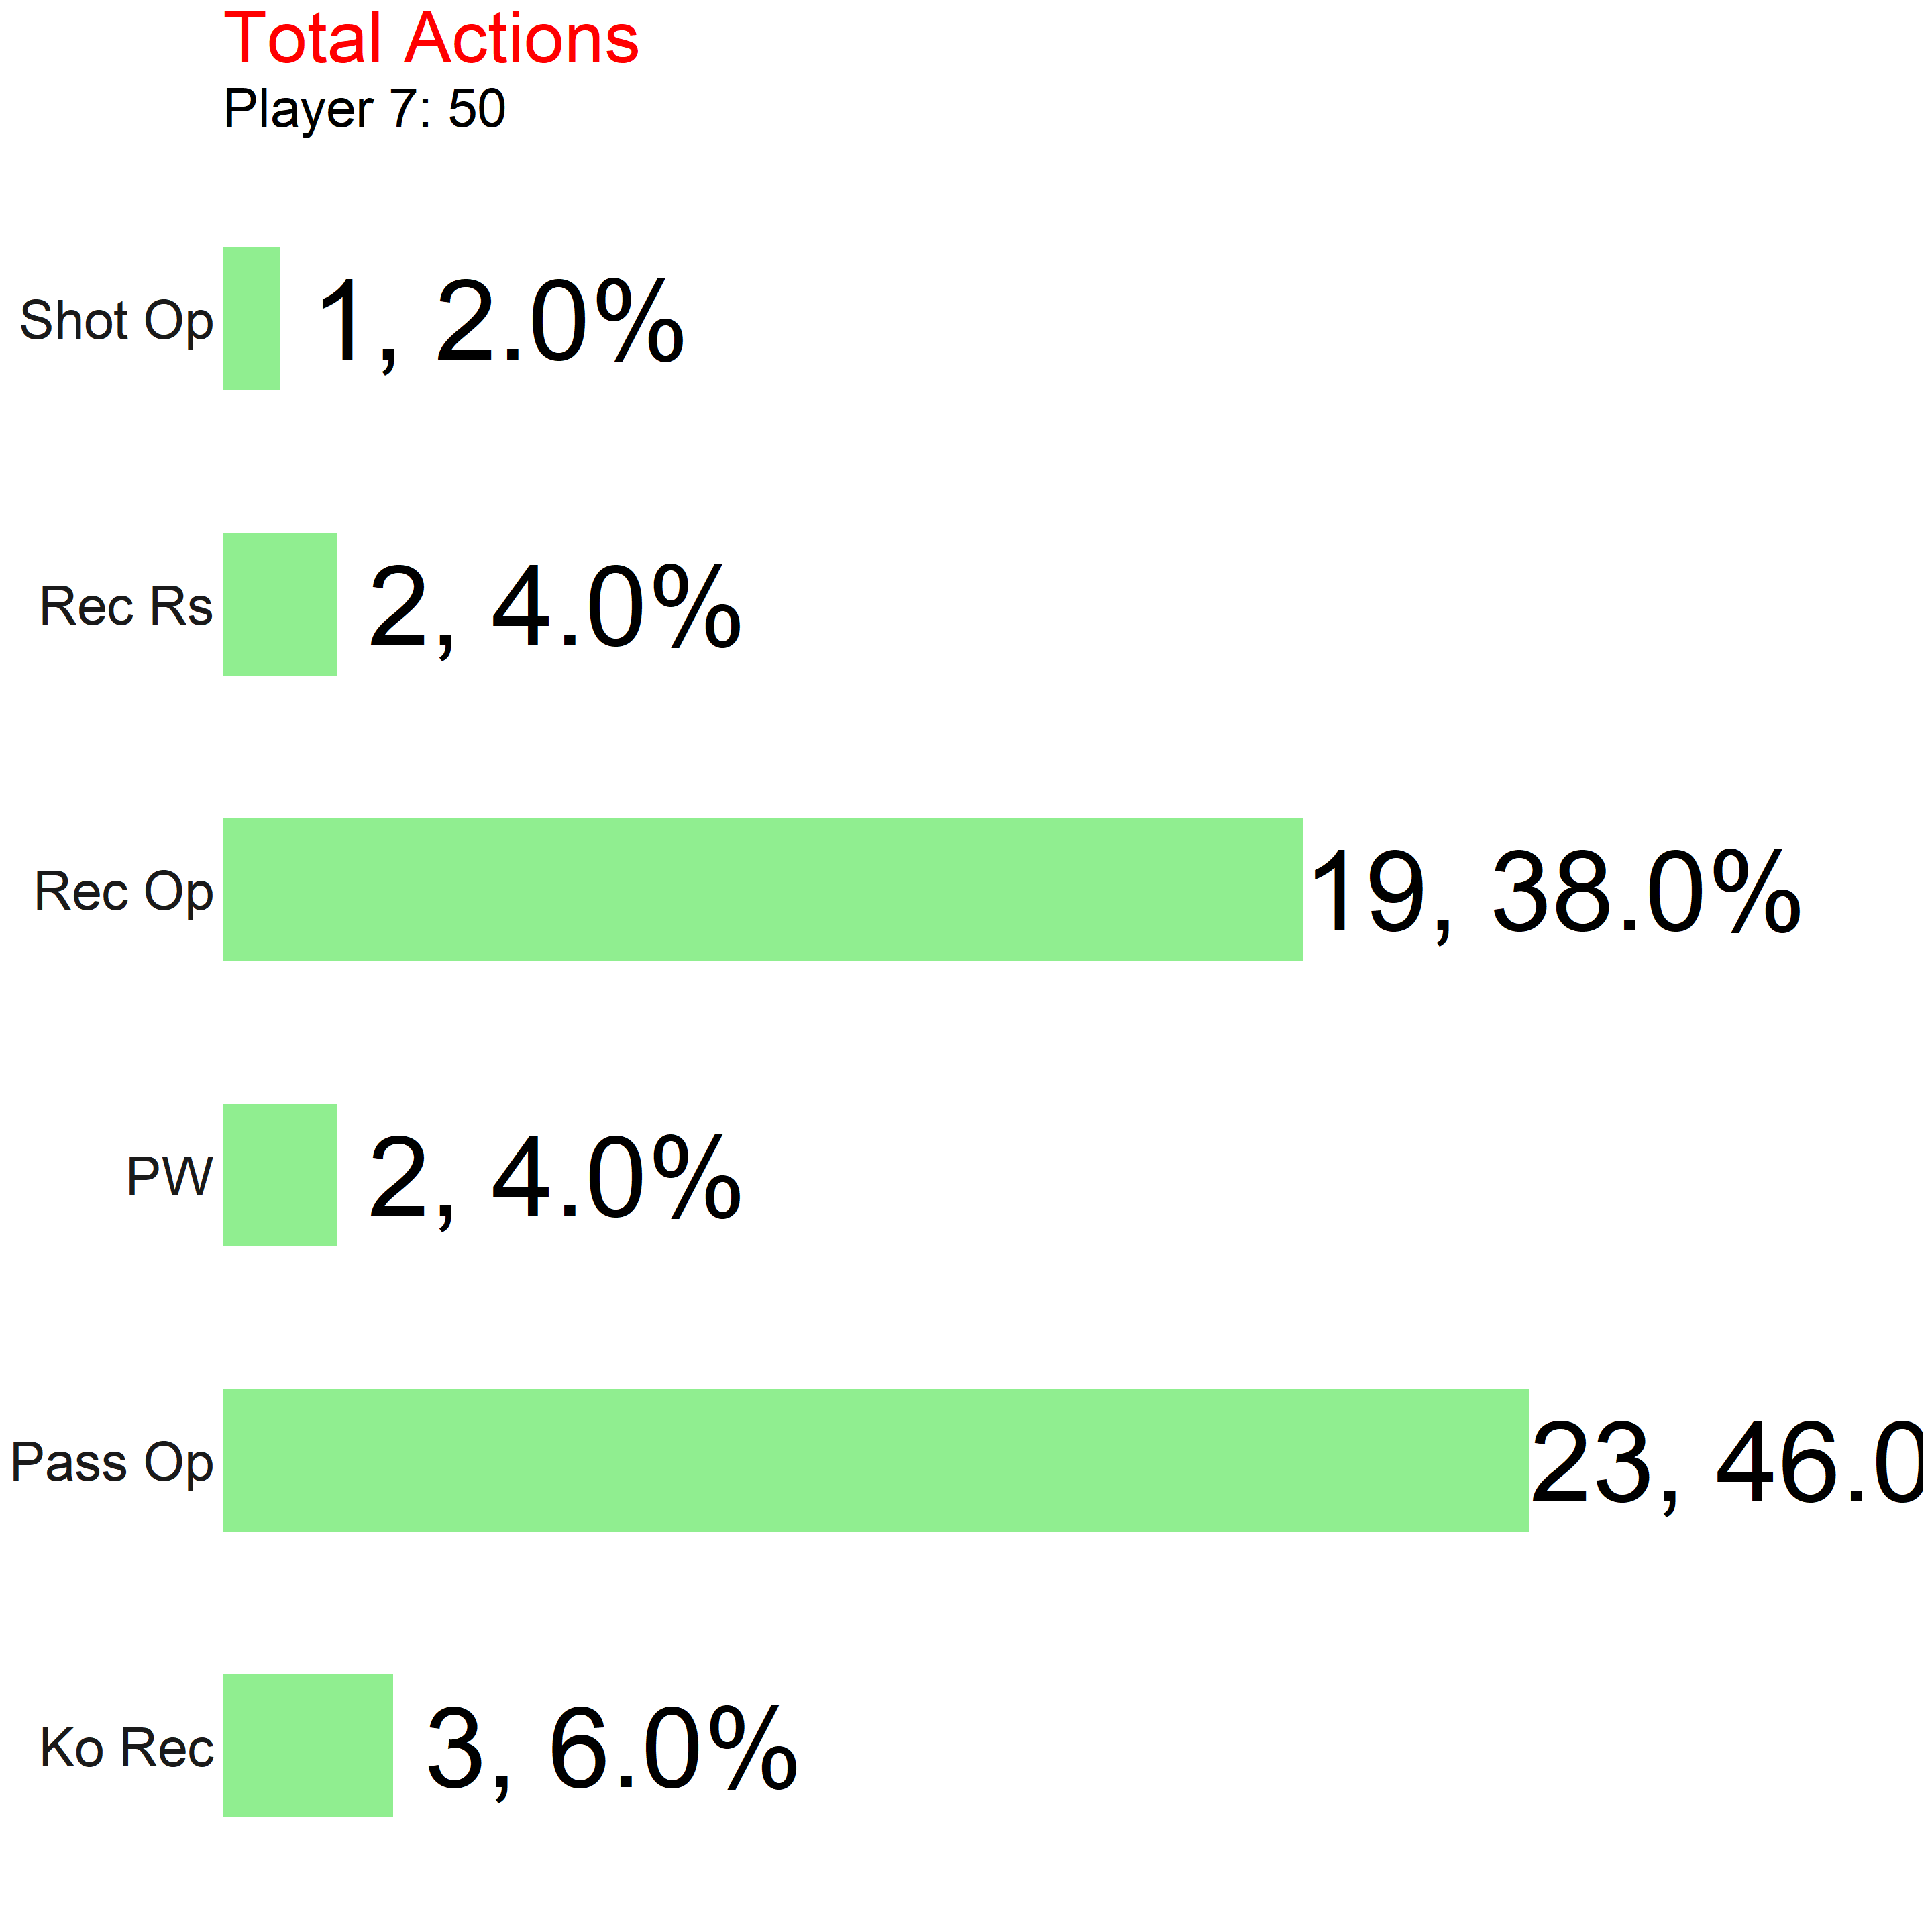 Total Actions
Player 7: 50
Shot Op 1, 2.0%
Rec Rs 2, 4.0%
Rec Op 19, 38.0%
PW 2, 4.0%
Pass Op 23, 46.0
Ko Rec 3, 6.0%